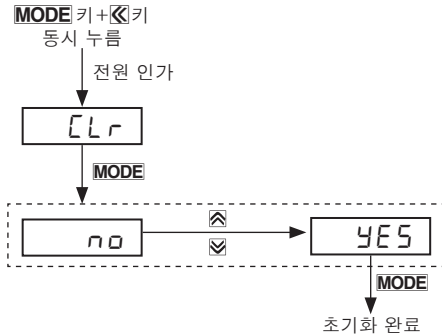 MODE 키+《키
동시 누름
전원 인가
CLr
MODE
no
YES
MODE
초기화 완료